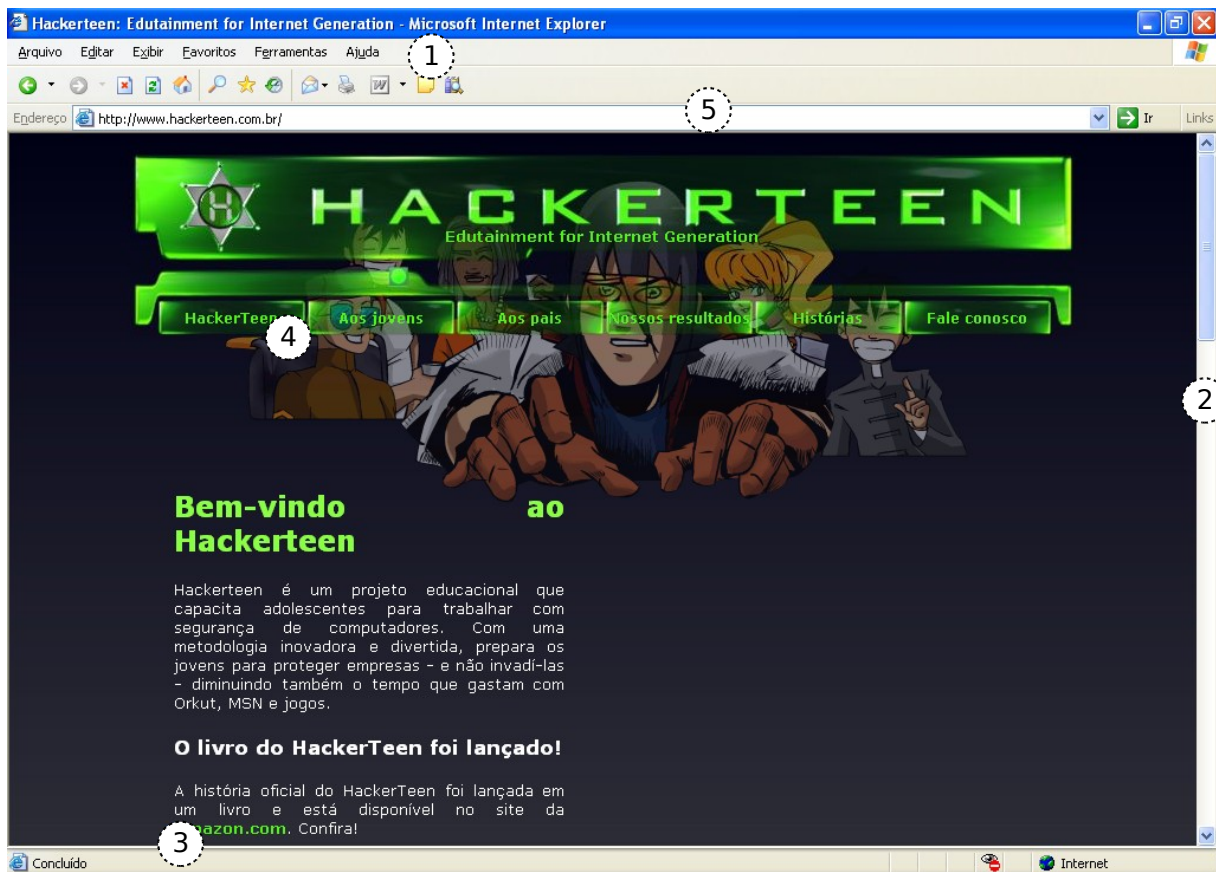 Hackerteen: Edutainment for Internet Generation - Microsoft Internet Explorer
Arquivo Editar Exibir Favoritos Ferramentas Ajuda
1
W
5
Endereço http://www.hackerteen.com.br/ Ir Links
H HACKERTEEN
Edutainment for Internet Generation
HackerTeen Aos jovens Aos pais Nossos resultados Histórias Fale conosco
4
2
Bem-vindo ao
Hackerteen
Hackerteen é um projeto educacional que
capacita adolescentes para trabalhar com
segurança de computadores. Com uma
metodologia inovadora e divertida, prepara os
jovens para proteger empresas - e não invadí-las
- diminuindo também o tempo que gastam com
Orkut, MSN e jogos.
O livro do HackerTeen foi lançado!
A história oficial do HackerTeen foi lançada em
um livro e está disponível no site da
amazon.com. Confira!
3
Concluído Internet